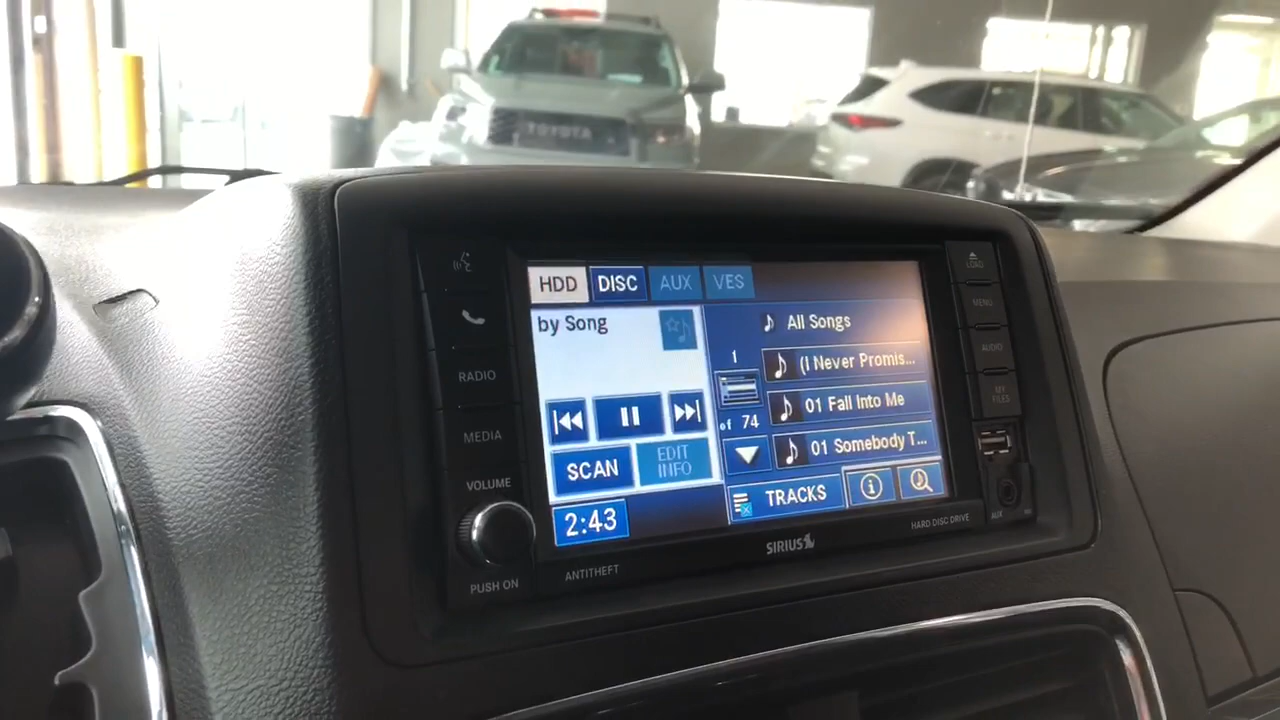 TOYOTA
LOAD
MENU
AUDIO
MY
FILES
AUX
RADIO
MEDIA
VOLUME
PUSH ON
HDD DISC AUX VES
by Song
All Songs
1
(I Never Promis...
of 74
01 Fall Into Me
01 Somebody T...
SCAN
EDIT
INFO
TRACKS
2:43
ANTITHEFT
SIRIUS
HARD DISC DRIVE